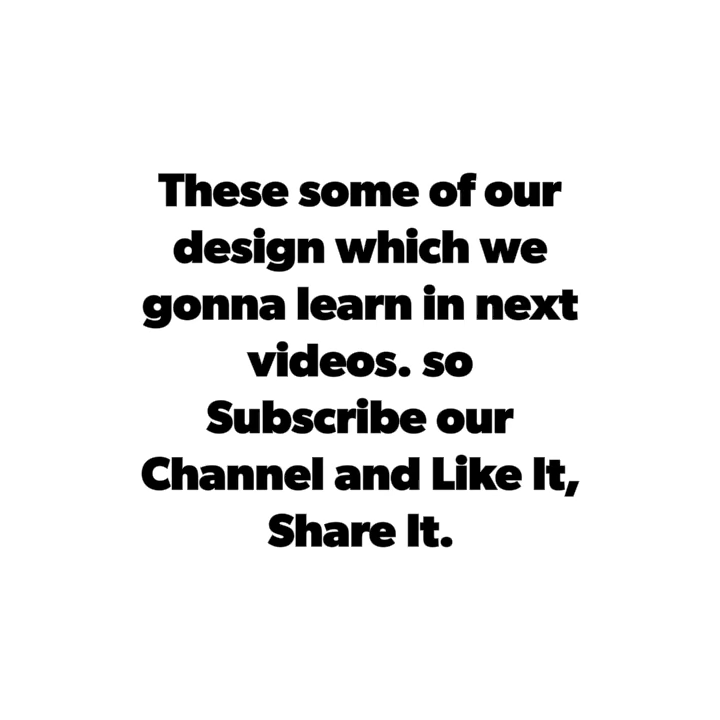 These some of our
design which we
gonna learn in next
videos. so
Subscribe our
Channel and Like It,
Share It.